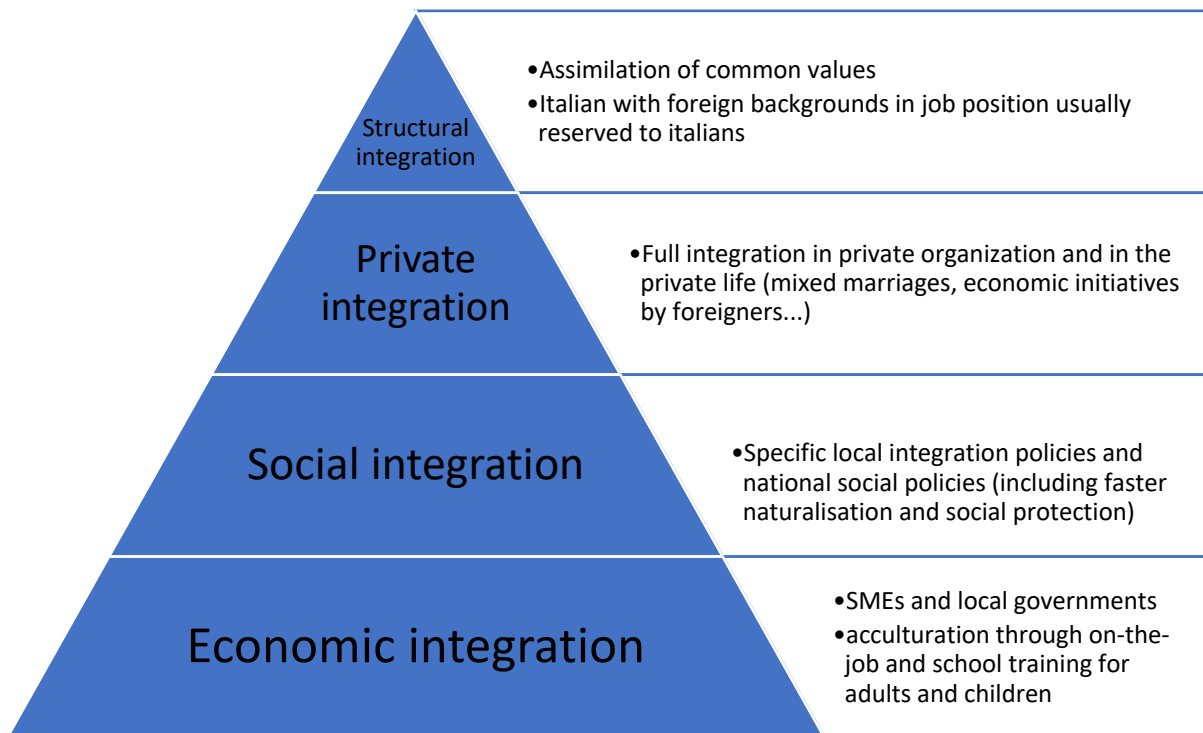 Structural
integration
•Assimilation of common values
•Italian with foreign backgrounds in job position usually
reserved to italians
Private
integration
•Full integration in private organization and in the
private life (mixed marriages, economic initiatives
by foreigners...)
Social integration
•Specific local integration policies and
national social policies (including faster
naturalisation and social protection)
Economic integration
•SMEs and local governments
•acculturation through on-the-
job and school training for
adults and children